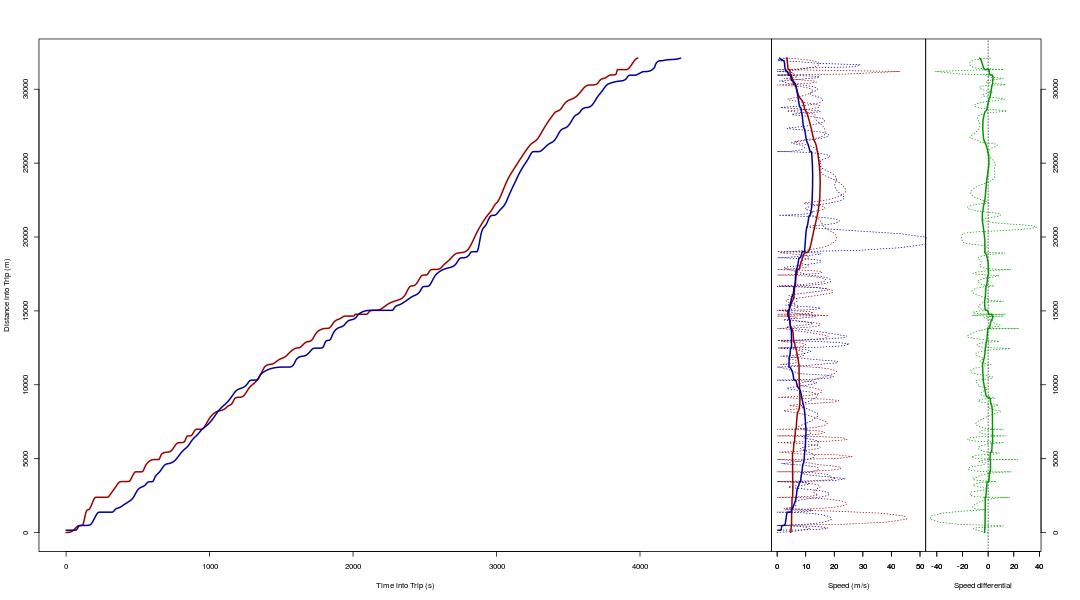 Distance Into Trip (m)
0 5000 10000 15000 20000 25000 30000
0 1000 2000 3000 4000
Time Into Trip (s)
0 10 20 30 40 50
Speed (m/s)
-40 -20 0 20 40
Speed differential
0 5000 10000 15000 20000 25000 30000